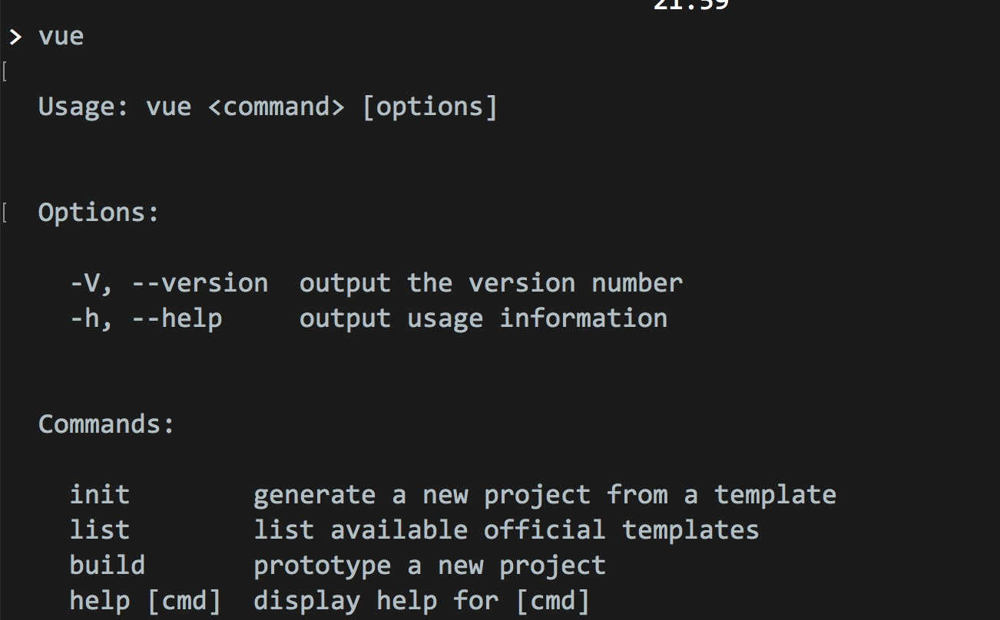 21:59
> vue
Usage: vue <command> [options]
Options:
-V, --version  output the version number
-h, --help     output usage information
Commands:
init        generate a new project from a template
list        list available official templates
build       prototype a new project
help [cmd]  display help for [cmd]